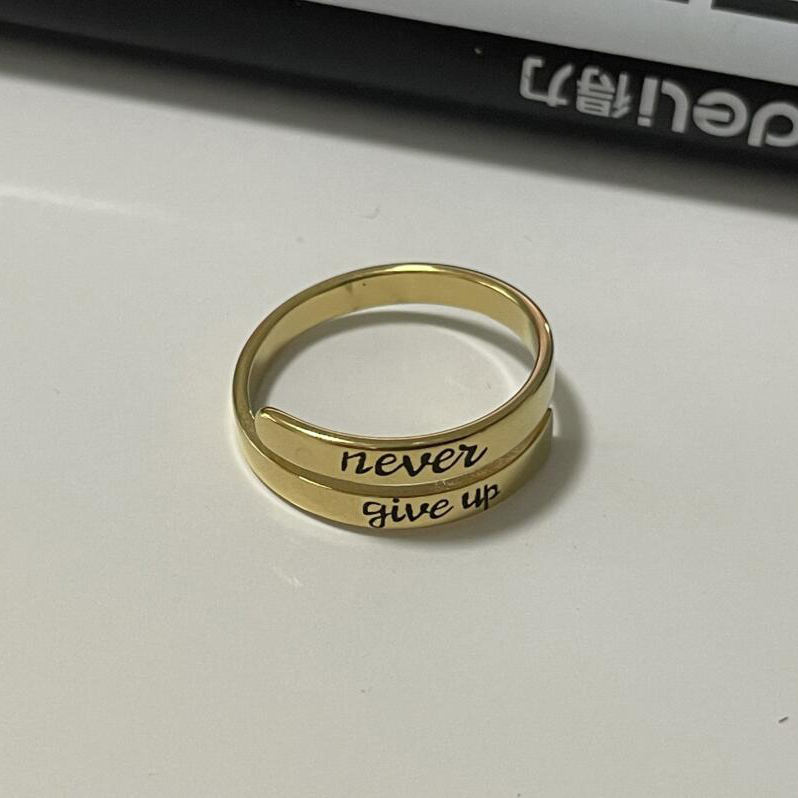 deli得力
never
give up